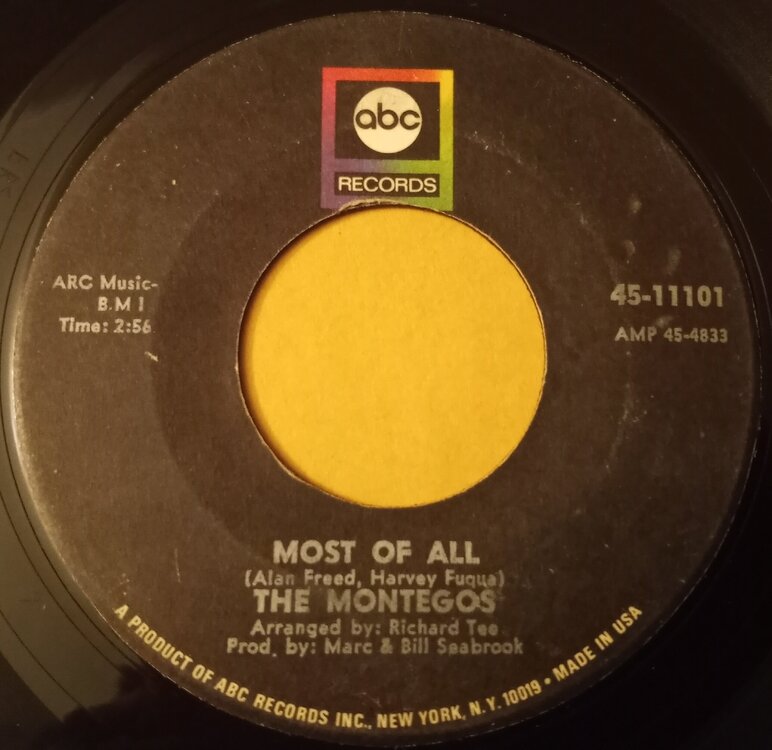 abc
RECORDS
ARC Music-
B.M I
Time: 2:56
45-11101
AMP 45-4833
MOST OF ALL
(Alan Freed, Harvey Fuqua)
THE MONTEGOS
Arranged by: Richard Tee
Prod. by: Marc & Bill Seabrook
A PRODUCT OF ABC RECORDS INC., NEW YORK, N.Y. 10019 • MADE IN USA